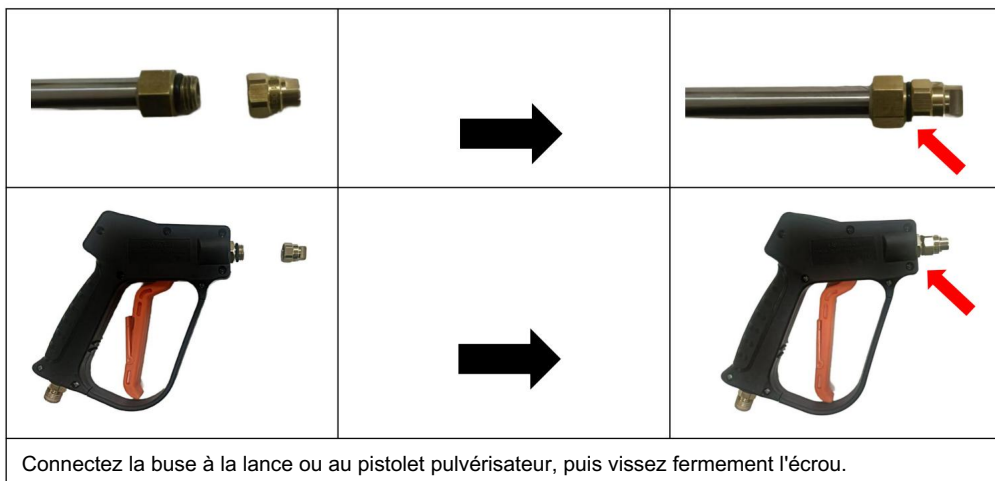 Connectez la buse à la lance ou au pistolet pulvérisateur, puis vissez fermement l'écrou.